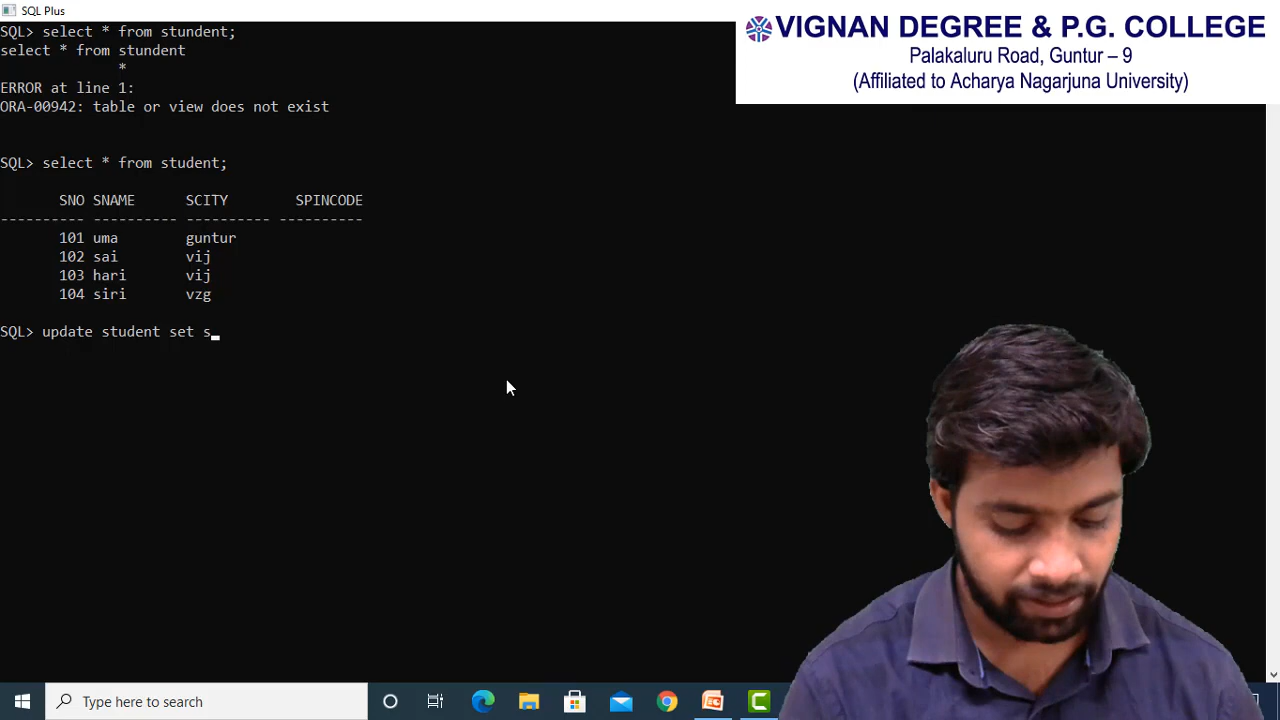 SQL Plus
SQL> select * from stundent;
select * from stundent
*
ERROR at line 1:
ORA-00942: table or view does not exist
SQL> select * from student;
SNO SNAME SCITY SPINCODE
---------- ---------- ---------- ----------
101 uma guntur
102 sai vij
103 hari vij
104 siri vzg
SQL> update student set s_
VIGNAN DEGREE & P.G. COLLEGE
Palakaluru Road, Guntur – 9
(Affiliated to Acharya Nagarjuna University)
Type here to search